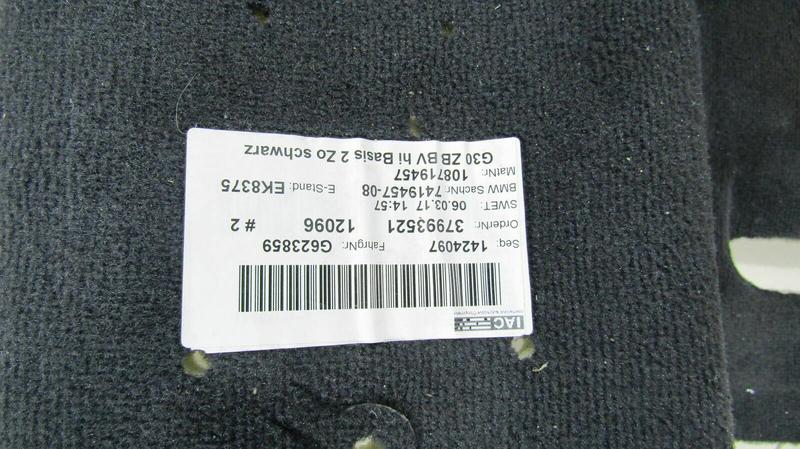 IAC
Seq: 1424097 FahrgNr: G623859
OrderNr: 37993521 12096 # 2
SWET: 06.03.17 14:57
BMW SachNr: 7419457-08 E-Stand: EK8375
MatNr: 108719457
G30 ZB BV hi Basis 2 Zo schwarz